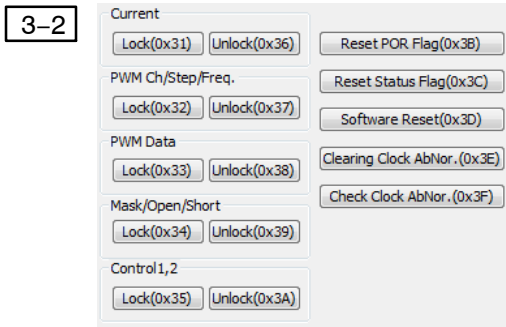 3–2
Current
Lock(0x31) Unlock(0x36) Reset POR Flag(0x3B)
PWM Ch/Step/Freq. Reset Status Flag(0x3C)
Lock(0x32) Unlock(0x37) Software Reset(0x3D)
PWM Data
Lock(0x33) Unlock(0x38) Clearing Clock AbNor.(0x3E)
Mask/Open/Short Check Clock AbNor.(0x3F)
Lock(0x34) Unlock(0x39)
Control1,2
Lock(0x35) Unlock(0x3A)